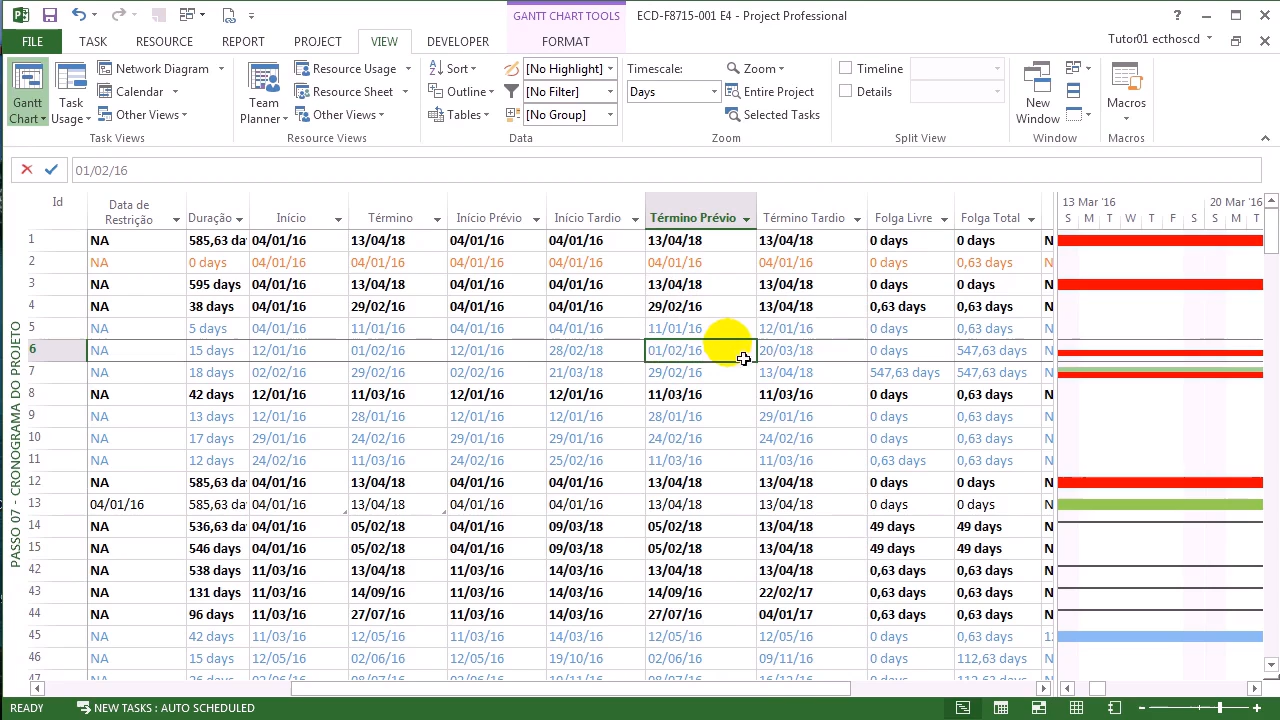 GANTT CHART TOOLS ECD-F8715-001 E4 - Project Professional
FILE TASK RESOURCE REPORT PROJECT VIEW DEVELOPER FORMAT Tutor01 ecthoscd
Gantt Chart
Task Usage
Network Diagram
Calendar
Other Views
Task Views
Team Planner
Resource Usage
Resource Sheet
Other Views
Resource Views
Sort
Outline
Tables
[No Highlight]
[No Filter]
[No Group]
Data
Timescale:
Days
Zoom
Entire Project
Selected Tasks
Zoom
Timeline
Details
Split View
New Window
Window
Macros
Macros
01/02/16
Id Data de Restrição Duração Início Término Início Prévio Início Tardio Término Prévio Término Tardio Folga Livre Folga Total
13 Mar '16 20 Mar '16
S M T W T F S S M T
1 NA 585,63 da 04/01/16 13/04/18 04/01/16 04/01/16 13/04/18 13/04/18 0 days 0 days N
2 NA 0 days 04/01/16 04/01/16 04/01/16 04/01/16 04/01/16 04/01/16 0 days 0,63 days N
3 NA 595 days 04/01/16 13/04/18 04/01/16 04/01/16 13/04/18 13/04/18 0 days 0 days N
4 NA 38 days 04/01/16 29/02/16 04/01/16 04/01/16 29/02/16 13/04/18 0,63 days 0,63 days N
5 NA 5 days 04/01/16 11/01/16 04/01/16 04/01/16 11/01/16 12/01/16 0 days 0,63 days N
6 NA 15 days 12/01/16 01/02/16 12/01/16 28/02/18 01/02/16 20/03/18 0 days 547,63 days N
7 NA 18 days 02/02/16 29/02/16 02/02/16 21/03/18 29/02/16 13/04/18 547,63 days 547,63 days N
8 NA 42 days 12/01/16 11/03/16 12/01/16 12/01/16 11/03/16 11/03/16 0 days 0,63 days N
9 NA 13 days 12/01/16 28/01/16 12/01/16 12/01/16 28/01/16 29/01/16 0 days 0,63 days N
10 NA 17 days 29/01/16 24/02/16 29/01/16 29/01/16 24/02/16 24/02/16 0 days 0,63 days N
11 NA 12 days 24/02/16 11/03/16 24/02/16 25/02/16 11/03/16 11/03/16 0,63 days 0,63 days N
12 NA 585,63 da 04/01/16 13/04/18 04/01/16 04/01/16 13/04/18 13/04/18 0 days 0 days N
13 04/01/16 585,63 da 04/01/16 13/04/18 04/01/16 04/01/16 13/04/18 13/04/18 0 days 0 days N
14 NA 536,63 da 04/01/16 05/02/18 04/01/16 09/03/18 05/02/18 13/04/18 49 days 49 days N
15 NA 546 days 04/01/16 05/02/18 04/01/16 09/03/18 05/02/18 13/04/18 49 days 49 days N
42 NA 538 days 11/03/16 13/04/18 11/03/16 14/03/16 13/04/18 13/04/18 0,63 days 0,63 days N
43 NA 131 days 11/03/16 14/09/16 11/03/16 14/03/16 14/09/16 22/02/17 0,63 days 0,63 days N
44 NA 96 days 11/03/16 27/07/16 11/03/16 14/03/16 27/07/16 04/01/17 0,63 days 0,63 days N
45 NA 42 days 11/03/16 12/05/16 11/03/16 14/03/16 12/05/16 12/05/16 0 days 0,63 days 1
46 NA 15 days 12/05/16 02/06/16 12/05/16 19/10/16 02/06/16 09/11/16 0 days 112,63 days N
PASSO 07 - CRONOGRAMA DO PROJETO
READY NEW TASKS : AUTO SCHEDULED